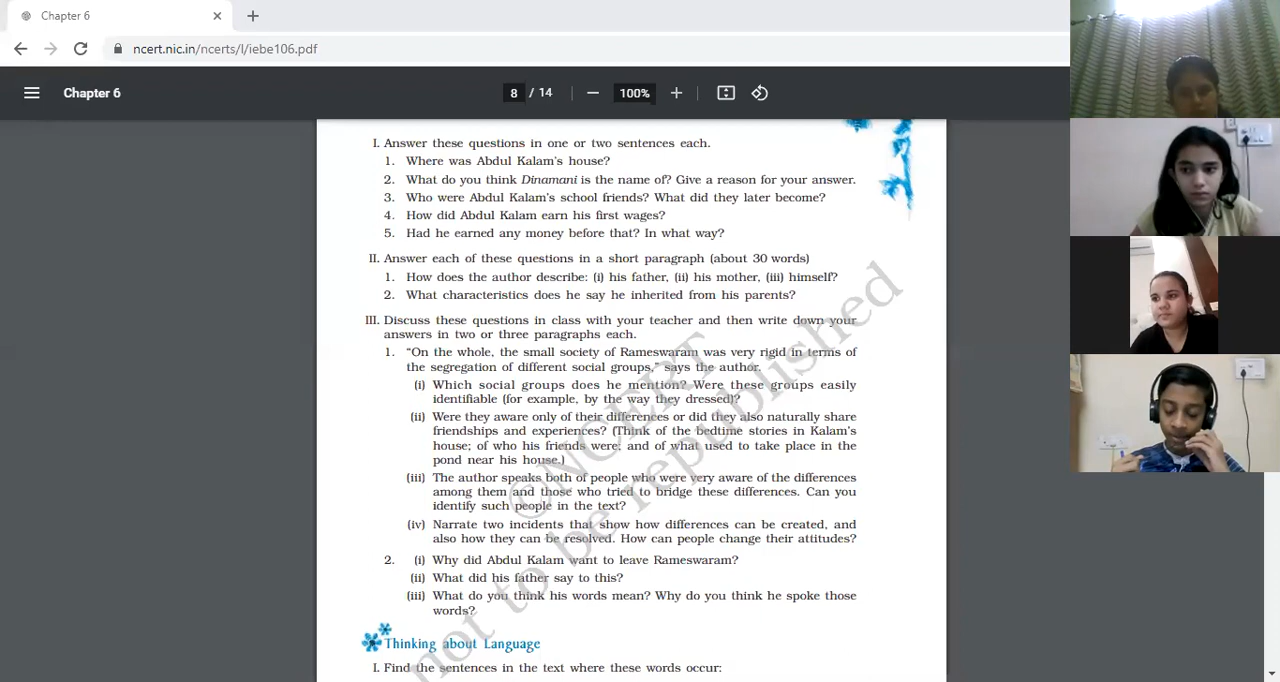 Chapter 6
ncert.nic.in/ncerts/l/iebe106.pdf
Chapter 6
8 / 14
100%
I. Answer these questions in one or two sentences each.
1. Where was Abdul Kalam's house?
2. What do you think Dinamani is the name of? Give a reason for your answer.
3. Who were Abdul Kalam's school friends? What did they later become?
4. How did Abdul Kalam earn his first wages?
5. Had he earned any money before that? In what way?
II. Answer each of these questions in a short paragraph (about 30 words)
1. How does the author describe: (i) his father, (ii) his mother, (iii) himself?
2. What characteristics does he say he inherited from his parents?
III. Discuss these questions in class with your teacher and then write down your
answers in two or three paragraphs each.
1. “On the whole, the small society of Rameswaram was very rigid in terms of
the segregation of different social groups,” says the author.
(i) Which social groups does he mention? Were these groups easily
identifiable (for example, by the way they dressed)?
(ii) Were they aware only of their differences or did they also naturally share
friendships and experiences? (Think of the bedtime stories in Kalam's
house; of who his friends were; and of what used to take place in the
pond near his house.)
(iii) The author speaks both of people who were very aware of the differences
among them and those who tried to bridge these differences. Can you
identify such people in the text?
(iv) Narrate two incidents that show how differences can be created, and
also how they can be resolved. How can people change their attitudes?
2. (i) Why did Abdul Kalam want to leave Rameswaram?
(ii) What did his father say to this?
(iii) What do you think his words mean? Why do you think he spoke those
words?
Thinking about Language
I. Find the sentences in the text where these words occur:
©NCERT
not to be republished